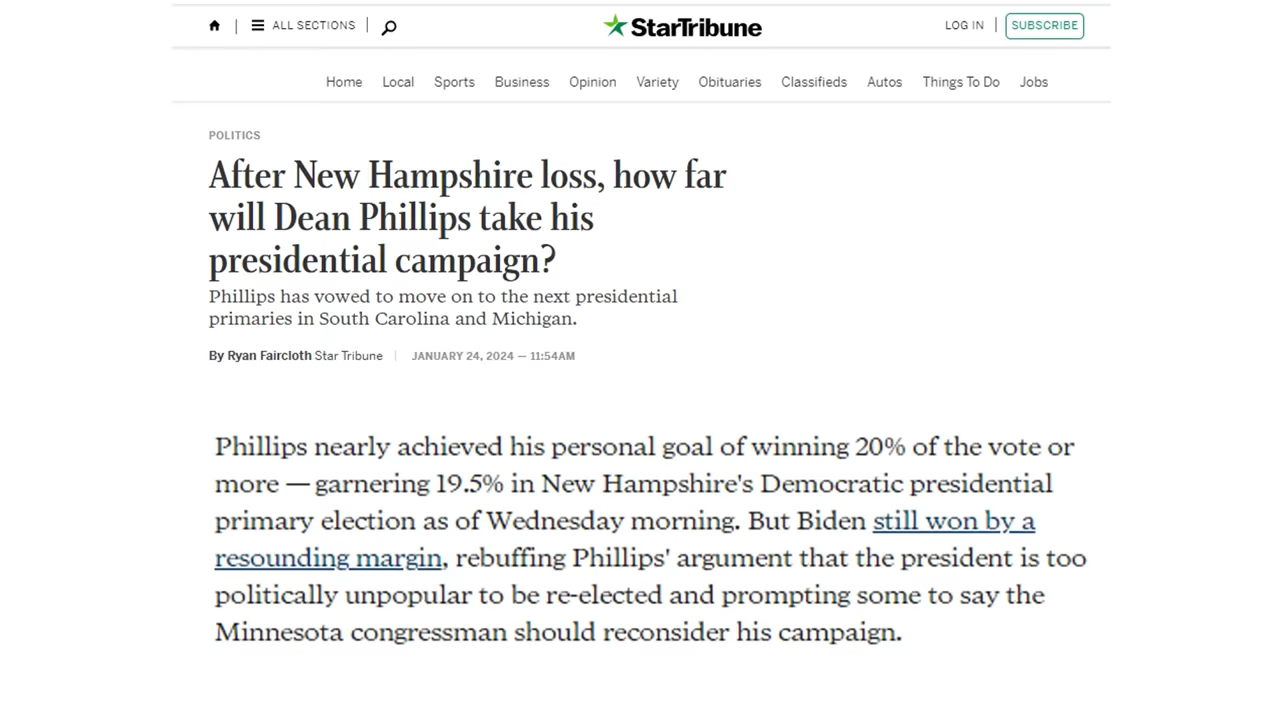 ALL SECTIONS
StarTribune
LOG IN
SUBSCRIBE
Home Local Sports Business Opinion Variety Obituaries Classifieds Autos Things To Do Jobs
POLITICS
After New Hampshire loss, how far
will Dean Phillips take his
presidential campaign?
Phillips has vowed to move on to the next presidential
primaries in South Carolina and Michigan.
By Ryan Faircloth Star Tribune
JANUARY 24, 2024 — 11:54AM
Phillips nearly achieved his personal goal of winning 20% of the vote or
more — garnering 19.5% in New Hampshire's Democratic presidential
primary election as of Wednesday morning. But Biden still won by a
resounding margin, rebuffing Phillips' argument that the president is too
politically unpopular to be re-elected and prompting some to say the
Minnesota congressman should reconsider his campaign.